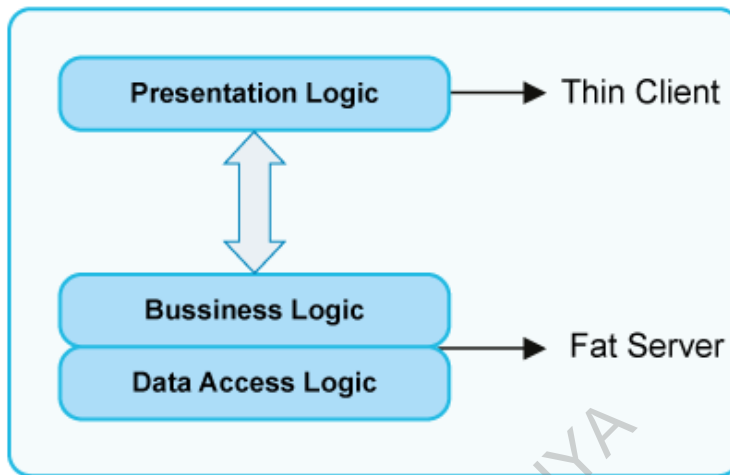 Presentation Logic
Thin Client
Bussiness Logic
Fat Server
Data Access Logic